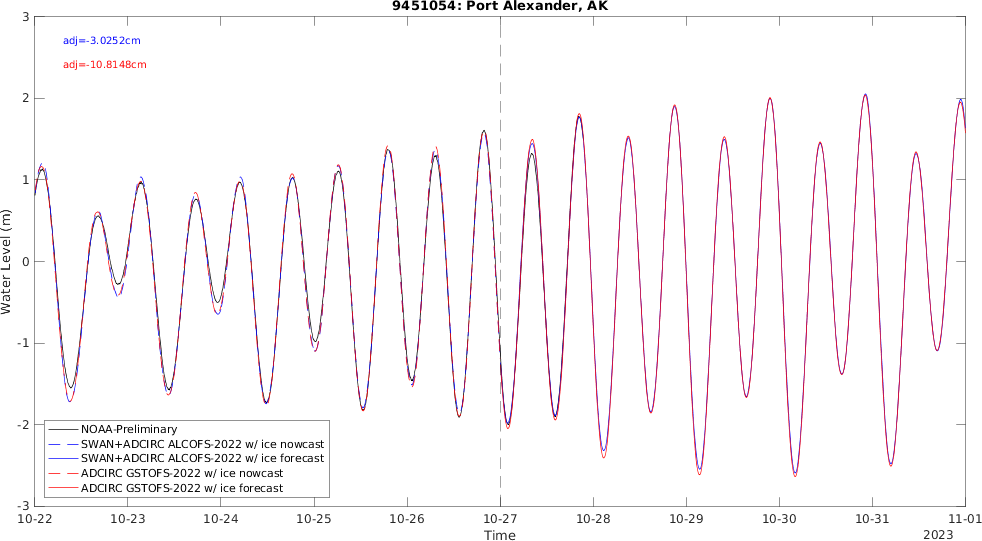 9451054: Port Alexander, AK
adj=-3.0252cm
adj=-10.8148cm
Water Level (m)
3
2
1
0
-1
-2
-3
NOAA-Preliminary
SWAN+ADCIRC ALCOFS-2022 w/ ice nowcast
SWAN+ADCIRC ALCOFS-2022 w/ ice forecast
ADCIRC GSTOFS-2022 w/ ice nowcast
ADCIRC GSTOFS-2022 w/ ice forecast
10-22 10-23 10-24 10-25 10-26 10-27 10-28 10-29 10-30 10-31 11-01
Time
2023